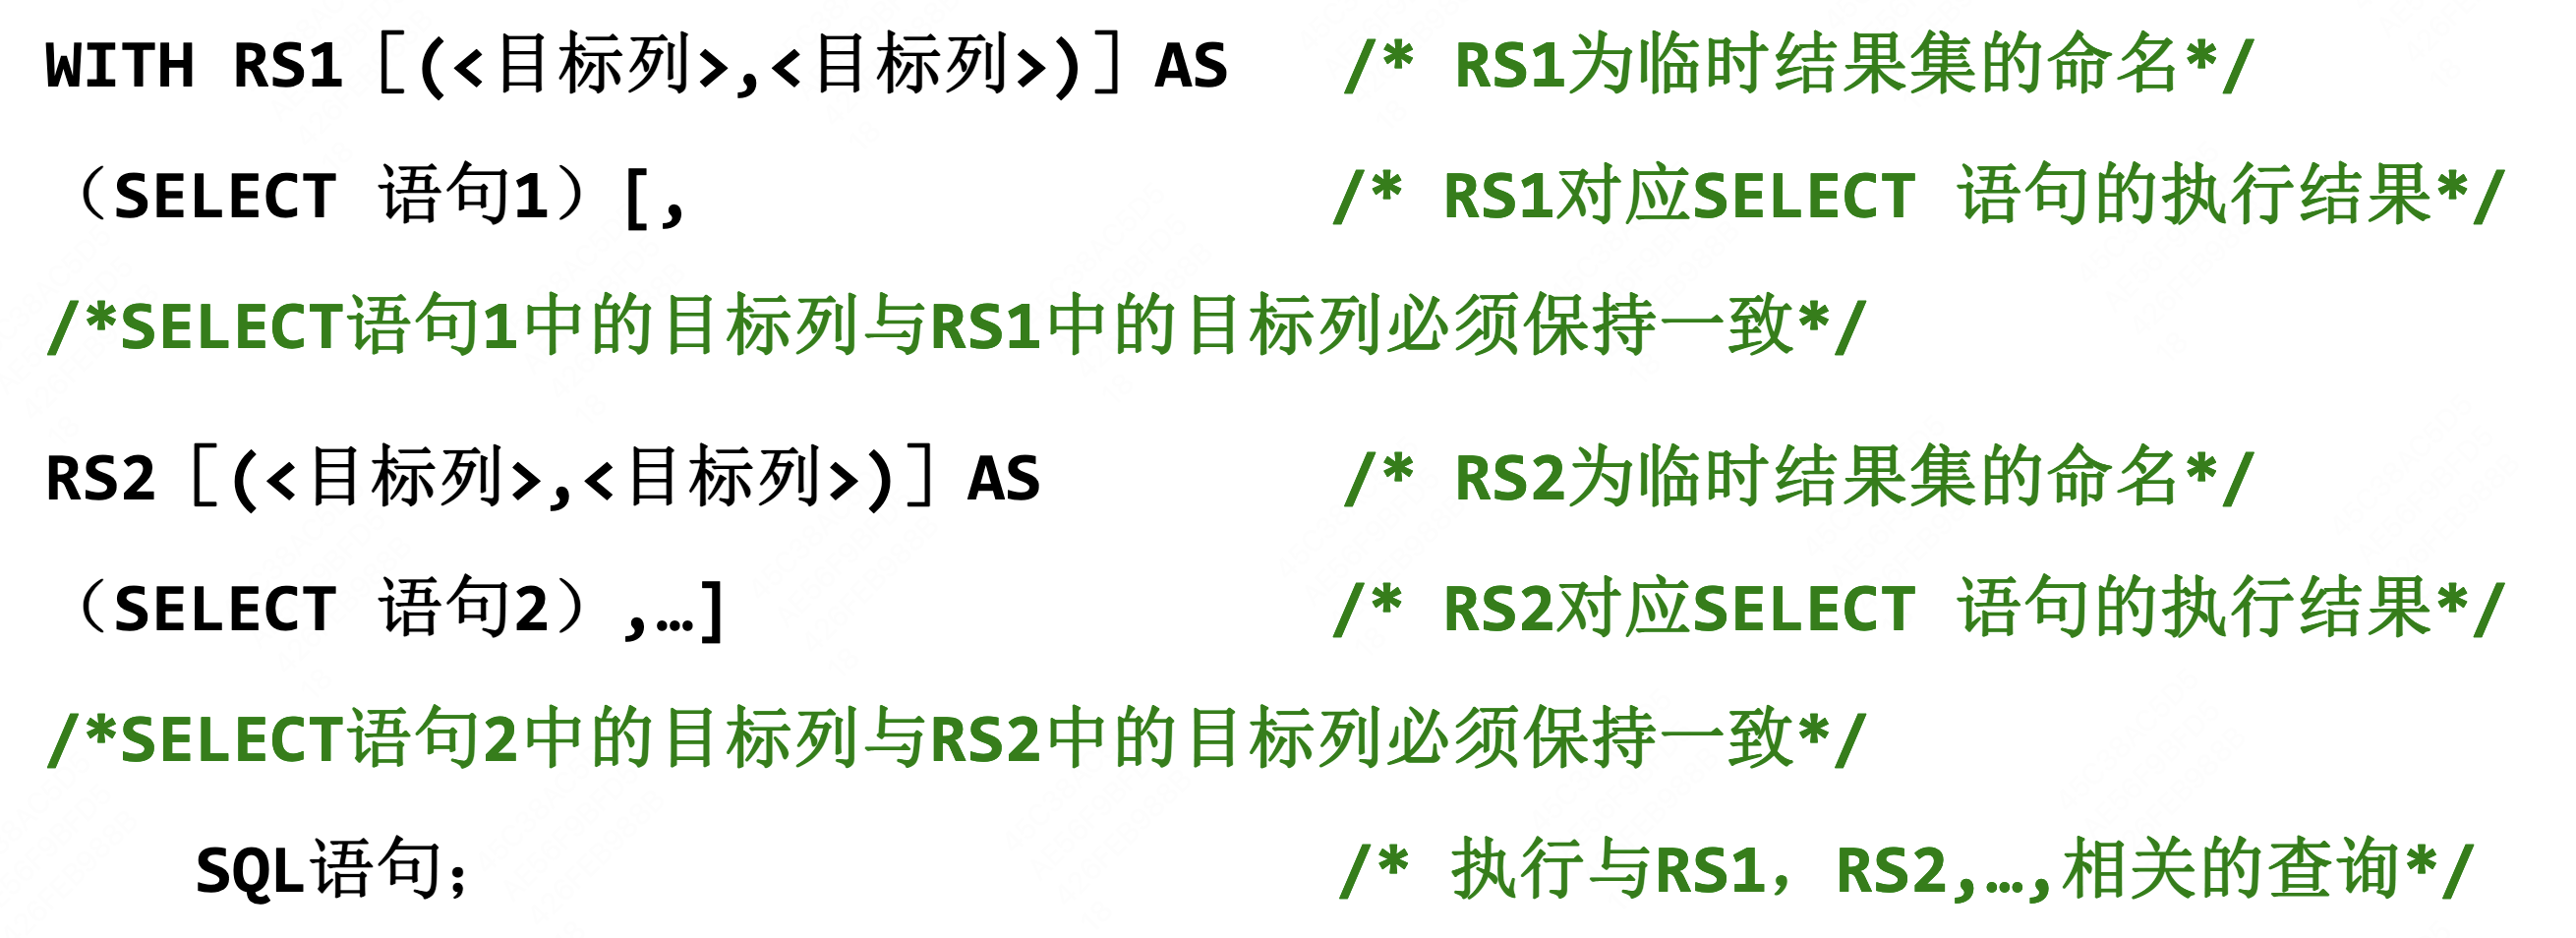 WITH RS1［(<目标列>,<目标列>)］AS /* RS1为临时结果集的命名*/
（SELECT 语句1）[, /* RS1对应SELECT 语句的执行结果*/
/*SELECT语句1中的目标列与RS1中的目标列必须保持一致*/
RS2［(<目标列>,<目标列>)］AS /* RS2为临时结果集的命名*/
（SELECT 语句2）,…] /* RS2对应SELECT 语句的执行结果*/
/*SELECT语句2中的目标列与RS2中的目标列必须保持一致*/
SQL语句; /* 执行与RS1，RS2,…,相关的查询*/